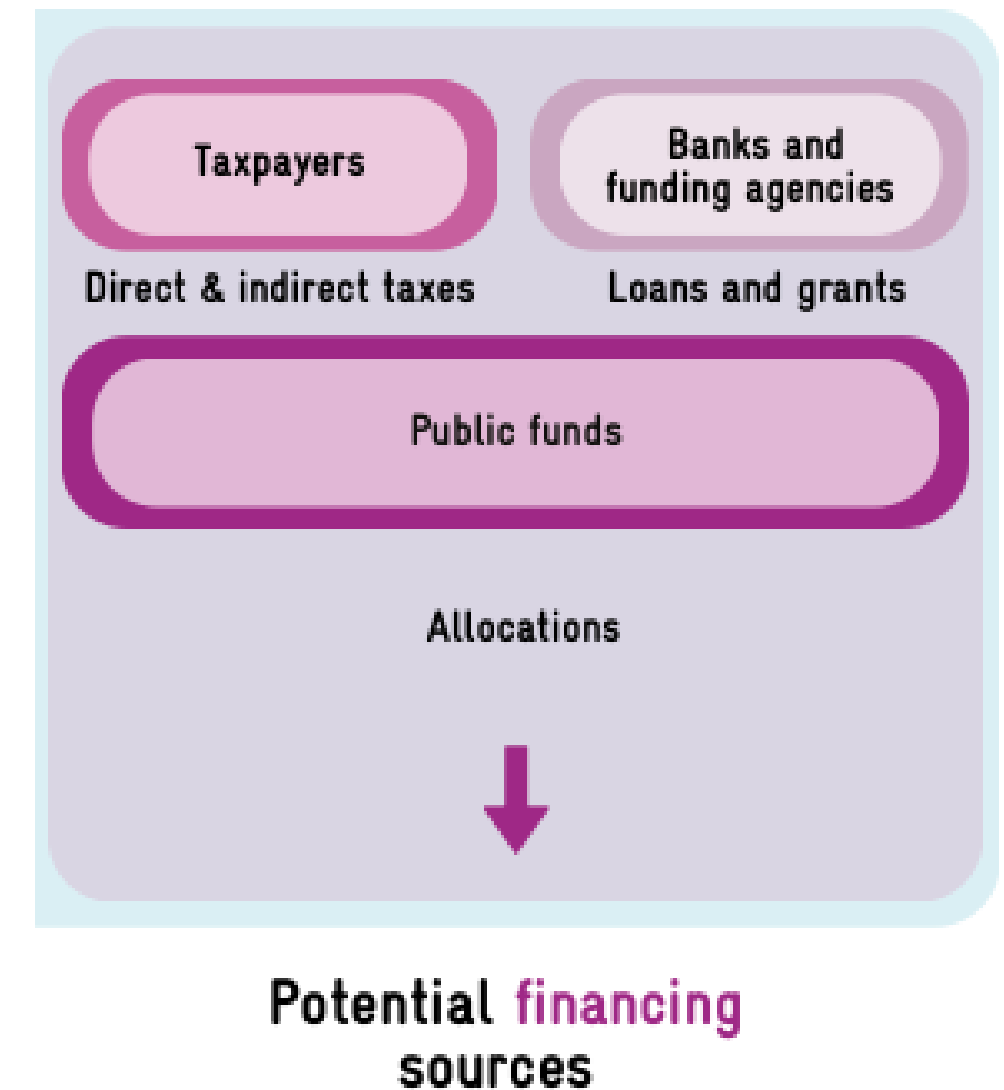 Taxpayers
Banks and
funding agencies
Direct & indirect taxes
Loans and grants
Public funds
Allocations
Potential financing
sources